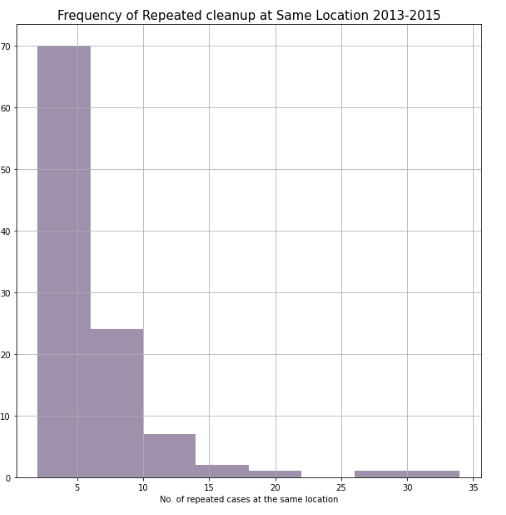 Frequency of Repeated cleanup at Same Location 2013-2015
70
60
50
40
30
20
10
0
5 10 15 20 25 30 35
No. of repeated cases at the same location